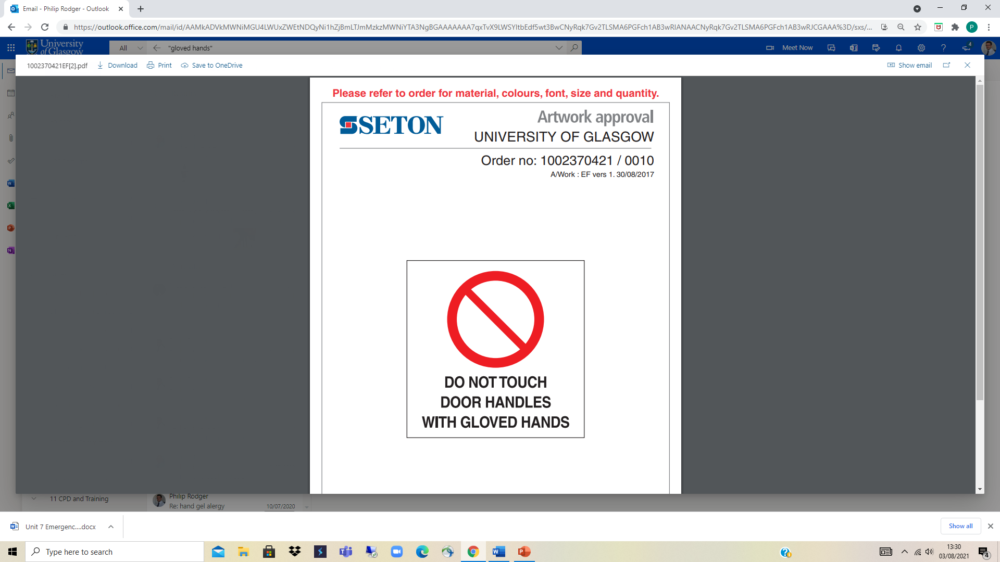 Email - Philip Rodger - Outlook
https://outlook.office.com/mail/id/AAMkADVkMWNiMGU4LWUxZWEtNDQyNi1hZjBmLTJmMzkzMWNiYTA3NgBGAAAAAAA7qxTvX9LWSYltbEdf5wt3BwCNyRqk7Gv2TLSMA6PGFch1AB3wRIANAACNyRqk7Gv2TLSMA6PGFch1AB3wRJCGAAA%3D/sxs/...
P
University of Glasgow
All
"gloved hands"
Meet Now
4
1002370421EF[2].pdf
Download
Print
Save to OneDrive
Show email
Please refer to order for material, colours, font, size and quantity.
SETON
Artwork approval
UNIVERSITY OF GLASGOW
Order no: 1002370421 / 0010
A/Work : EF vers 1. 30/08/2017
DO NOT TOUCH
DOOR HANDLES
WITH GLOVED HANDS
11 CPD and Training
Philip Rodger
Re: hand gel alergy
10/07/2020
Unit 7 Emergenc....docx
Show all
Type here to search
13:30
03/08/2021
4